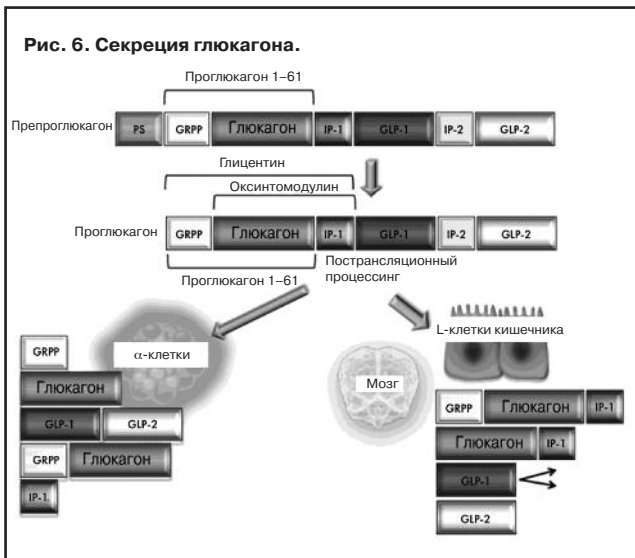 Рис. 6. Секреция глюкагона.
Проглюкагон 1–61
Препроглюкагон PS GRPP Глюкагон IP-1 GLP-1 IP-2 GLP-2
Глицентин
Оксинтомодулин
Проглюкагон GRPP Глюкагон IP-1 GLP-1 IP-2 GLP-2
Проглюкагон 1–61
Пострансляционный
процессинг
α-клетки
GRPP
Глюкагон
GLP-1 GLP-2
GRPP Глюкагон
IP-1
Мозг
L-клетки кишечника
GRPP Глюкагон IP-1
Глюкагон IP-1
GLP-1
GLP-2